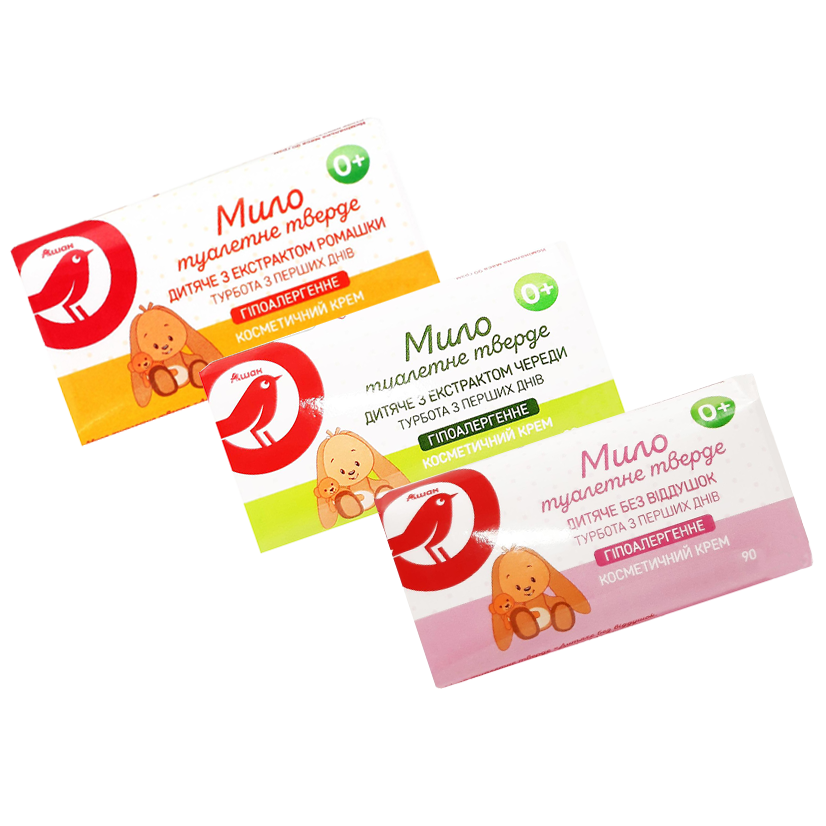 0+
Мило
туалетне тверде
ДИТЯЧЕ З ЕКСТРАКТОМ РОМАШКИ
ТУРБОТА З ПЕРШИХ ДНІВ
ГІПОАЛЕРГЕННЕ
КОСМЕТИЧНИЙ КРЕМ
Ашан
0+
Мило
туалетне тверде
ДИТЯЧЕ З ЕКСТРАКТОМ ЧЕРЕДИ
ТУРБОТА З ПЕРШИХ ДНІВ
ГІПОАЛЕРГЕННЕ
КОСМЕТИЧНИЙ КРЕМ
Ашан
0+
Мило
туалетне тверде
ДИТЯЧЕ БЕЗ ВІДДУШОК
ТУРБОТА З ПЕРШИХ ДНІВ
ГІПОАЛЕРГЕННЕ
КОСМЕТИЧНИЙ КРЕМ
90
Ашан